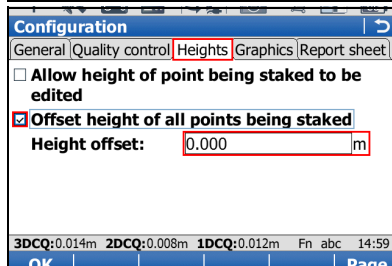 Configuration
General Quality control Heights Graphics Report sheet
Allow height of point being staked to be
edited
Offset height of all points being staked
Height offset: 0.000 m
3DCQ:0.014m 2DCQ:0.008m 1DCQ:0.012m Fn abc 14:59
OK Page